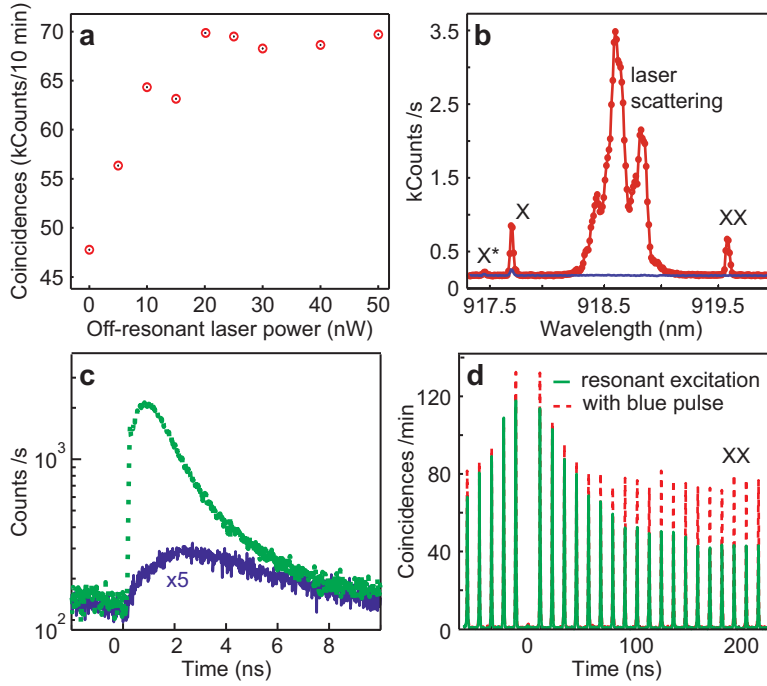 a
70
65
60
55
50
45
Coincidences (kCounts/10 min)
0 10 20 30 40 50
Off-resonant laser power (nW)
b
3.5
2.5
1.5
0.5
0
kCounts /s
laser
scattering
X*
X
XX
917.5 918.5 919.5
Wavelength (nm)
c
10³
10²
Counts /s
x5
0 2 4 6 8
Time (ns)
d
resonant excitation
with blue pulse
XX
120
80
40
0
Coincidences /min
0 100 200
Time (ns)